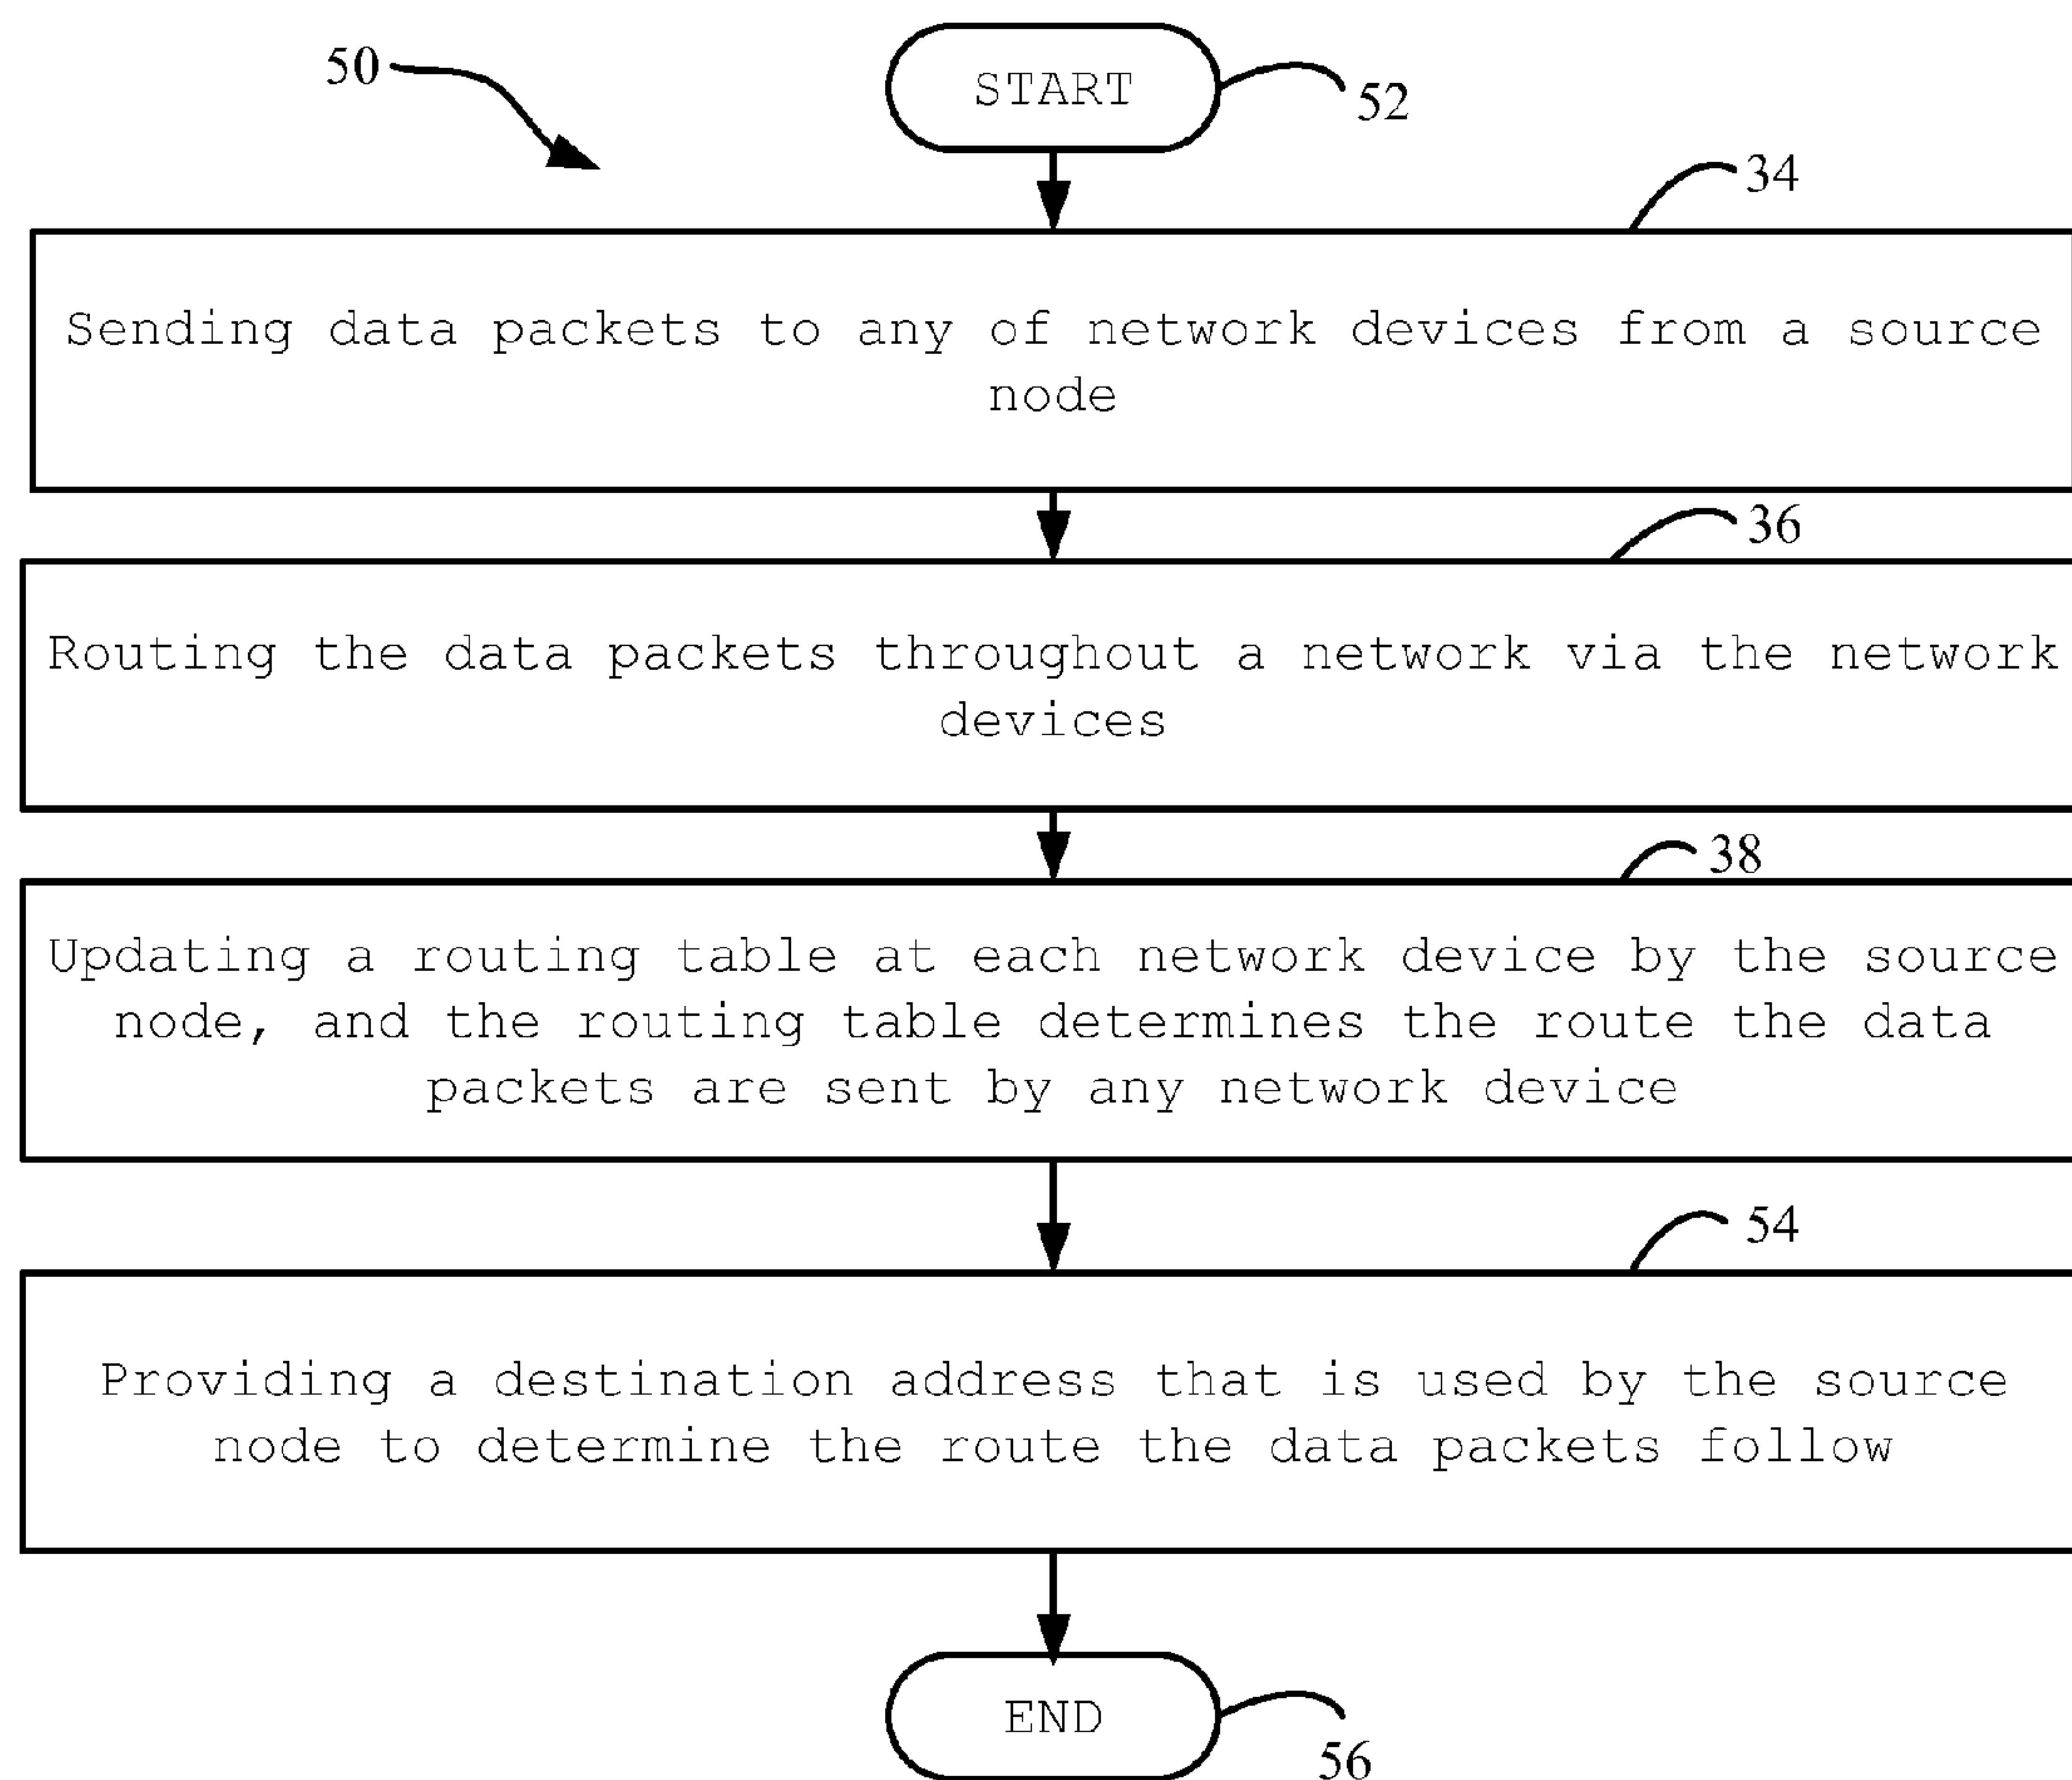 50
START
52
34
Sending data packets to any of network devices from a source
node
36
Routing the data packets throughout a network via the network
devices
38
Updating a routing table at each network device by the source
node, and the routing table determines the route the data
packets are sent by any network device
54
Providing a destination address that is used by the source
node to determine the route the data packets follow
END
56